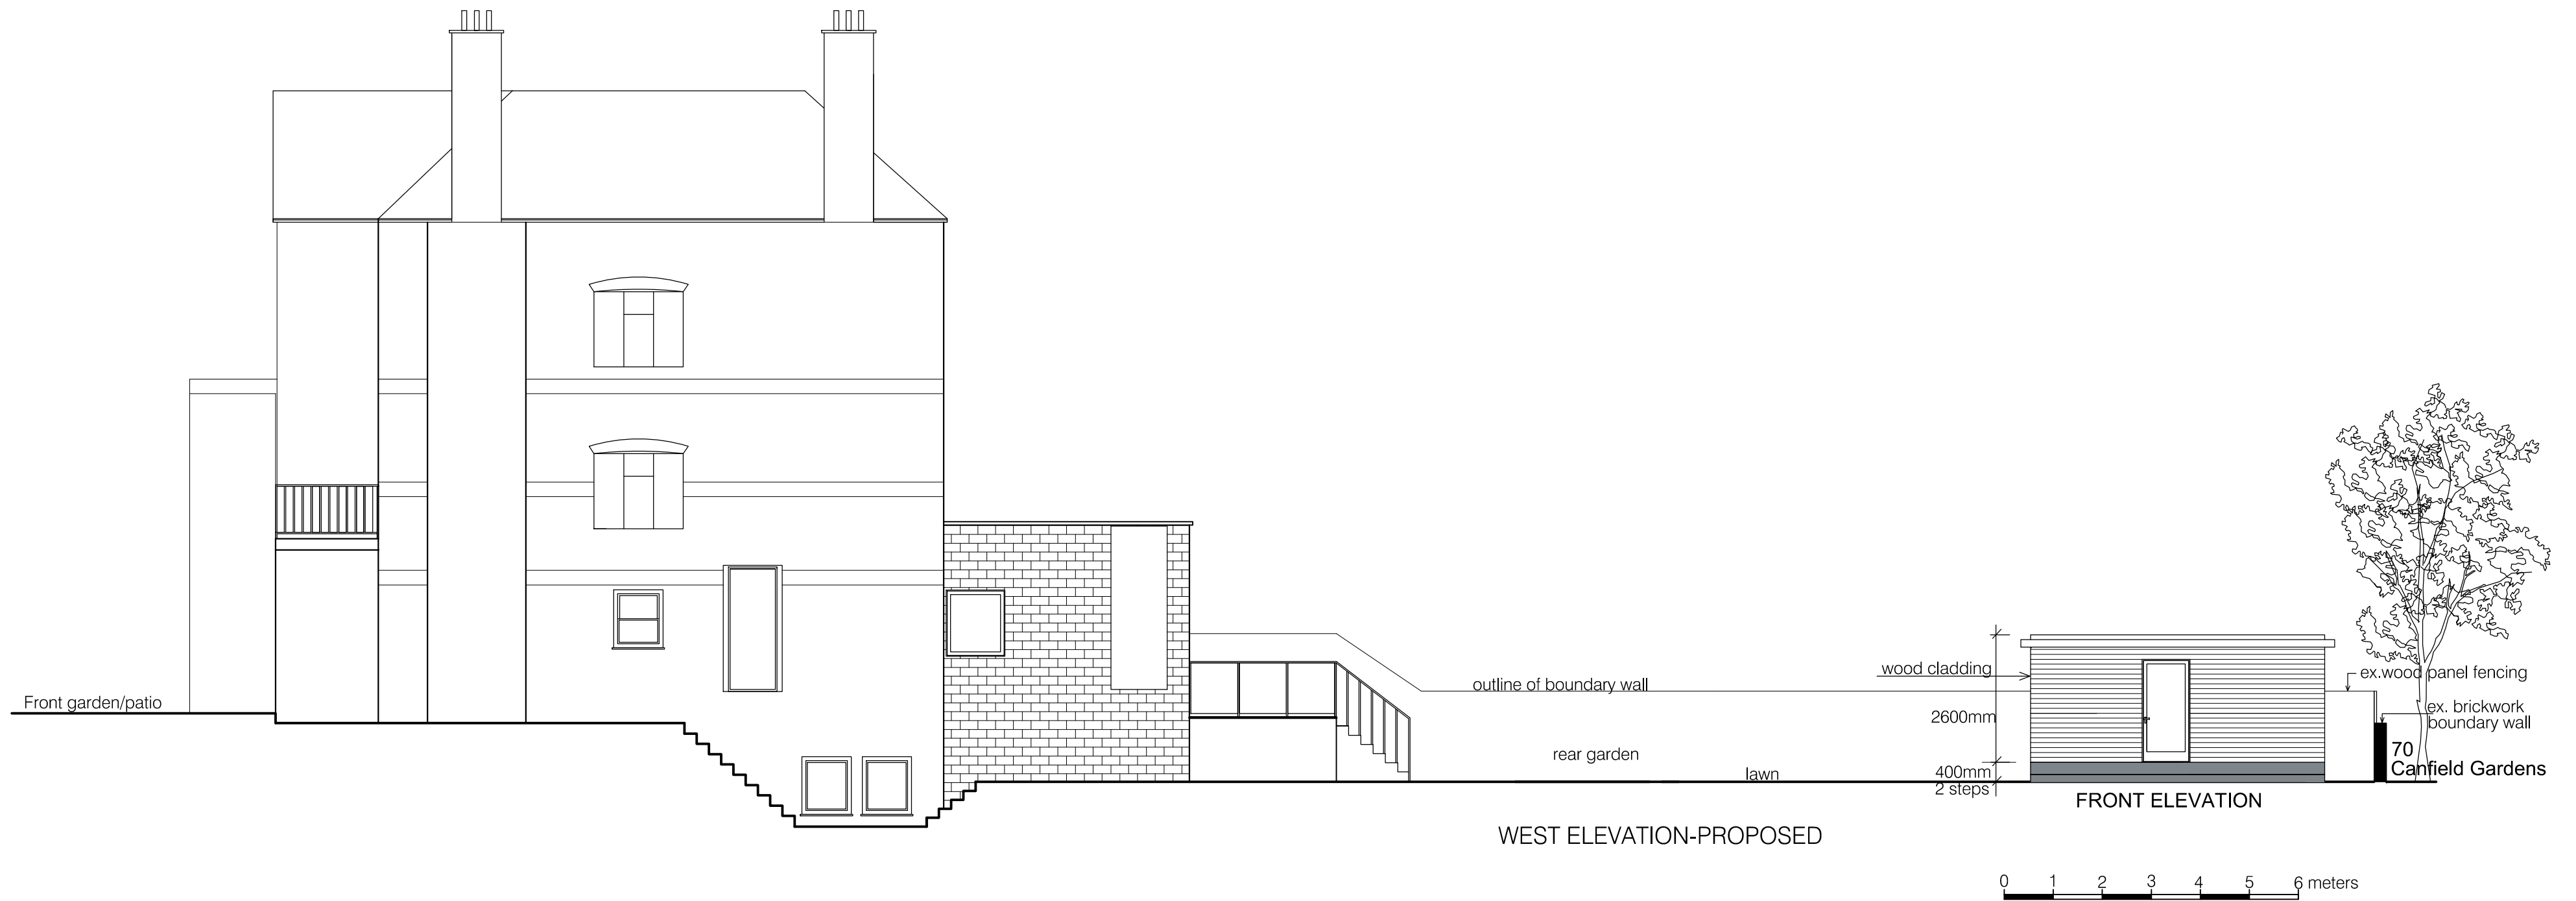 Front garden/patio
outline of boundary wall
rear garden
lawn
wood cladding
2600mm
400mm
2 steps
ex.wood panel fencing
ex. brickwork
boundary wall
70
Canfield Gardens
FRONT ELEVATION
WEST ELEVATION-PROPOSED
0 1 2 3 4 5 6 meters